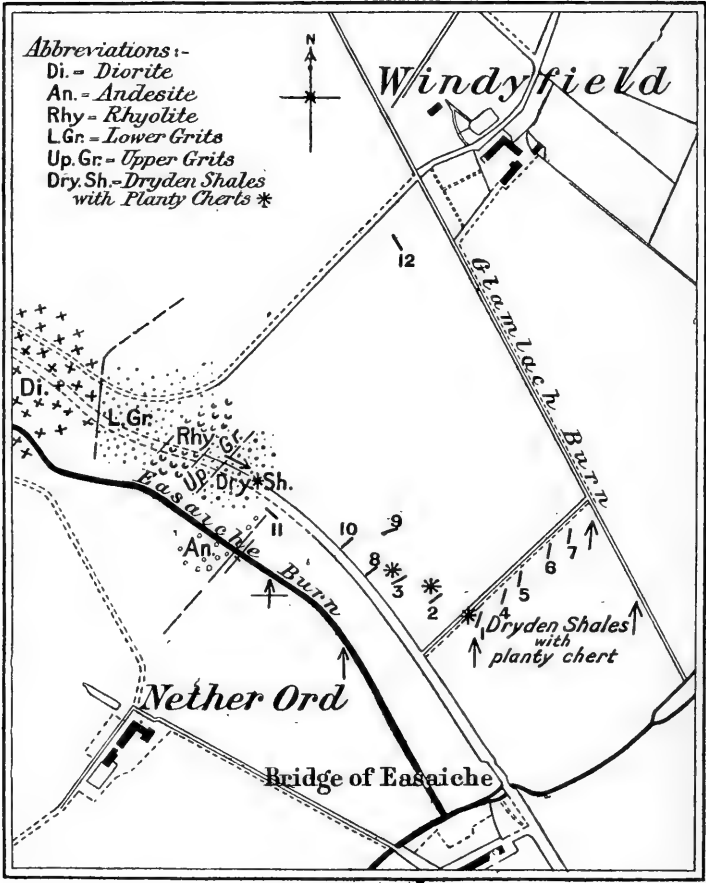 Abbreviations:-
Di. = Diorite
An. = Andesite
Rhy = Rhyolite
L.Gr. = Lower Grits
Up.Gr. = Upper Grits
Dry.Sh. = Dryden Shales
with Planty Cherts *
N
Windyfield
12
Glamlach Burn
Di.
L.Gr.
Rhy
Up Gr.
Dry * Sh.
Easaiche Burn
An.
11
10
9
8
3
2
1
4
5
6
7
Dryden Shales
with
planty chert
Nether Ord
Bridge of Easaiche